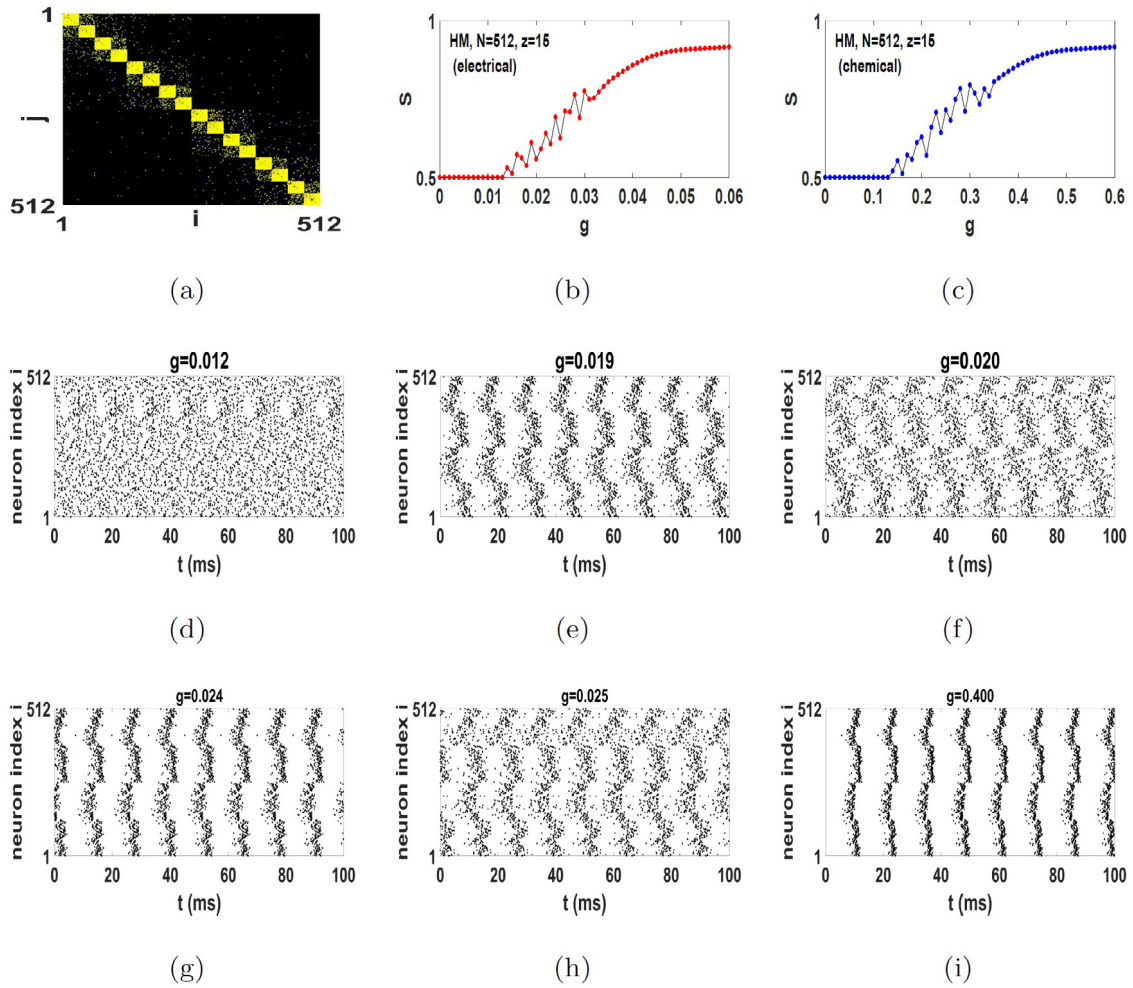 1
j
512
1
i
512
(a)
1
HM, N=512, z=15
(electrical)
S
0.5
0 0.01 0.02 0.03 0.04 0.05 0.06
g
(b)
1
HM, N=512, z=15
(chemical)
S
0.5
0 0.1 0.2 0.3 0.4 0.5 0.6
g
(c)
g=0.012
512
neuron index i
1
0 20 40 60 80 100
t (ms)
(d)
g=0.019
512
neuron index i
1
0 20 40 60 80 100
t (ms)
(e)
g=0.020
512
neuron index i
1
0 20 40 60 80 100
t (ms)
(f)
g=0.024
512
neuron index i
1
0 20 40 60 80 100
t (ms)
(g)
g=0.025
512
neuron index i
1
0 20 40 60 80 100
t (ms)
(h)
g=0.400
512
neuron index i
1
0 20 40 60 80 100
t (ms)
(i)